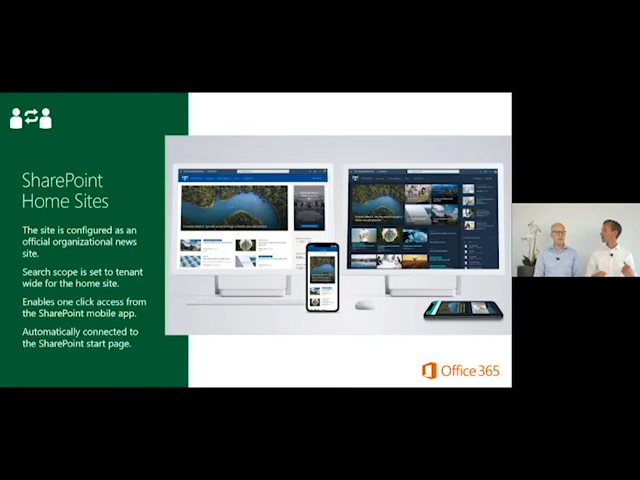 SharePoint
Home Sites
The site is configured as an
official organizational news
site.
Search scope is set to tenant
wide for the home site.
Enables one click access from
the SharePoint mobile app.
Automatically connected to
the SharePoint start page.
Office 365